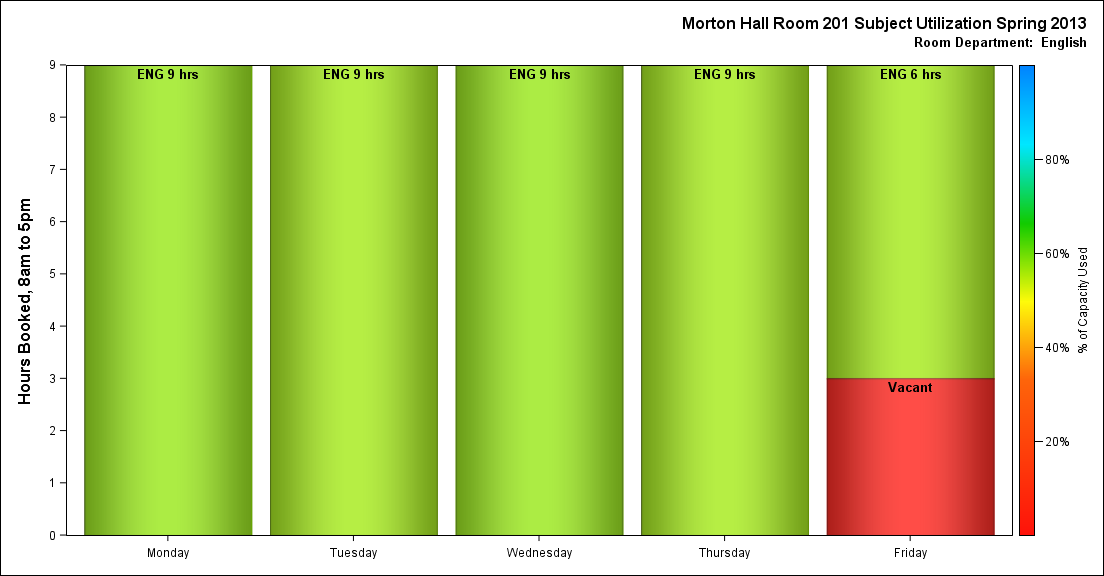 Morton Hall Room 201 Subject Utilization Spring 2013
Room Department:  English
Hours Booked, 8am to 5pm
9
8
7
6
5
4
3
2
1
0
ENG 9 hrs
ENG 9 hrs
ENG 9 hrs
ENG 9 hrs
ENG 6 hrs
Vacant
Monday
Tuesday
Wednesday
Thursday
Friday
80%
60%
40%
20%
% of Capacity Used